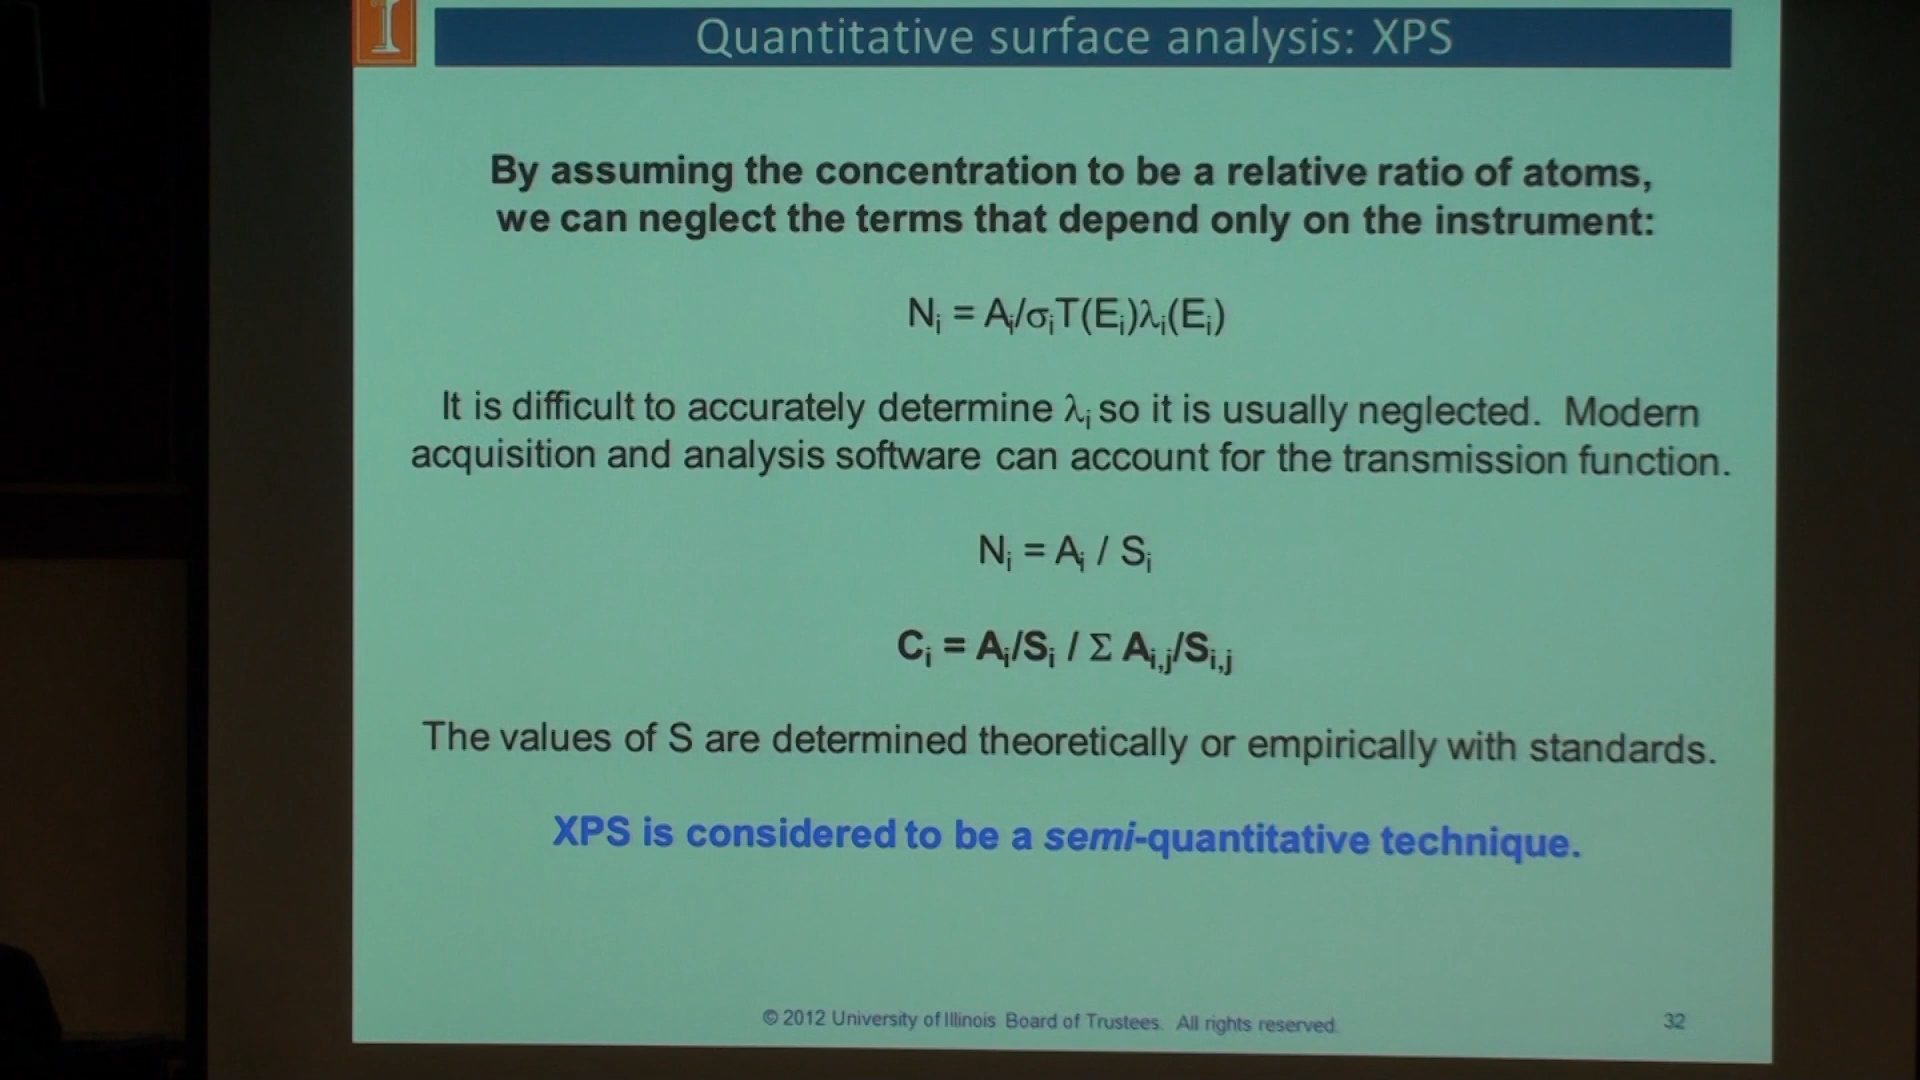 I
Quantitative surface analysis: XPS
By assuming the concentration to be a relative ratio of atoms,
we can neglect the terms that depend only on the instrument:
Nᵢ = Aᵢ/σᵢT(Eᵢ)λᵢ(Eᵢ)
It is difficult to accurately determine λᵢ so it is usually neglected. Modern
acquisition and analysis software can account for the transmission function.
Nᵢ = Aᵢ / Sᵢ
Cᵢ = Aᵢ/Sᵢ / Σ Aᵢ,ⱼ/Sᵢ,ⱼ
The values of S are determined theoretically or empirically with standards.
XPS is considered to be a semi-quantitative technique.
© 2012 University of Illinois Board of Trustees. All rights reserved.
32